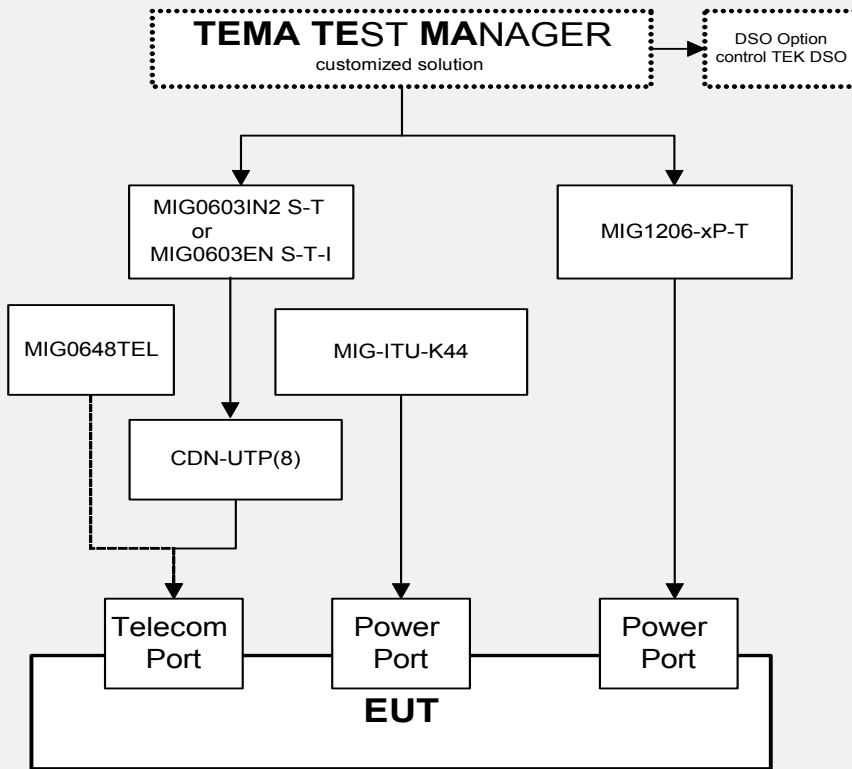 TEMA TEST MANAGER
customized solution
DSO Option
control TEK DSO
MIG0603IN2 S-T
or
MIG0603EN S-T-I
MIG1206-xP-T
MIG0648TEL
MIG-ITU-K44
CDN-UTP(8)
Telecom
Port
Power
Port
Power
Port
EUT